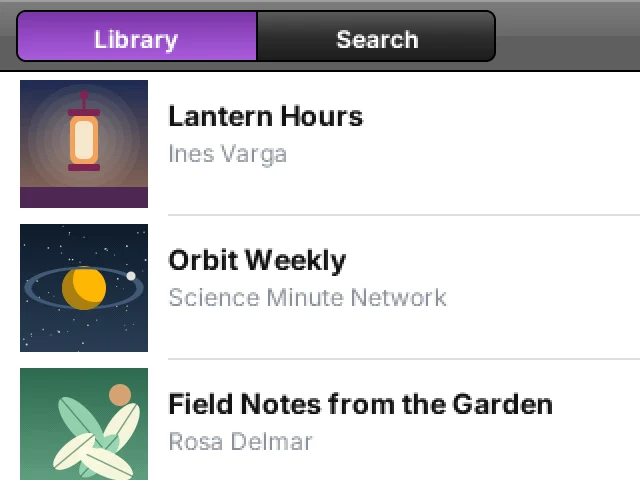 Library
Search
Lantern Hours
Ines Varga
Orbit Weekly
Science Minute Network
Field Notes from the Garden
Rosa Delmar